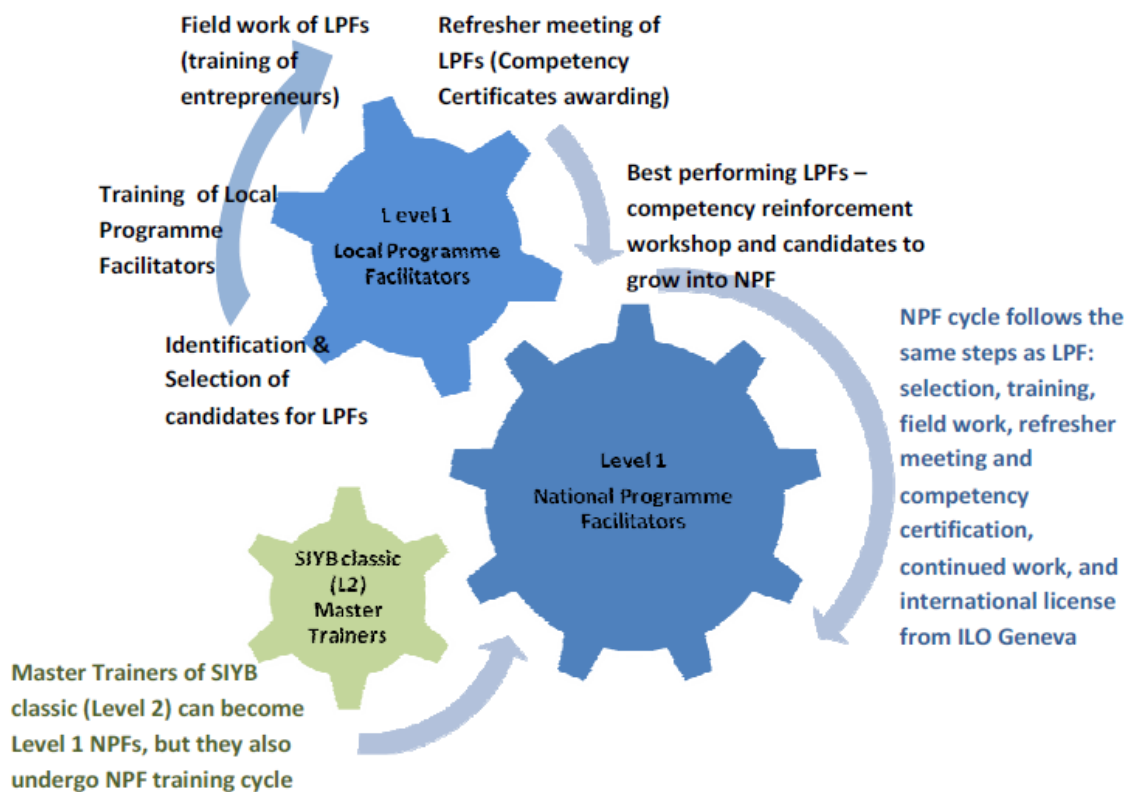 Field work of LPFs
(training of
entrepreneurs)
Refresher meeting of
LPFs (Competency
Certificates awarding)
Training of Local
Programme
Facilitators
Level 1
Local Programme
Facilitators
Best performing LPFs –
competency reinforcement
workshop and candidates to
grow into NPF
Identification &
Selection of
candidates for LPFs
NPF cycle follows the
same steps as LPF:
selection, training,
field work, refresher
meeting and
competency
certification,
continued work, and
international license
from ILO Geneva
Level 1
National Programme
Facilitators
SIYB classic
(L2)
Master
Trainers
Master Trainers of SIYB
classic (Level 2) can become
Level 1 NPFs, but they also
undergo NPF training cycle